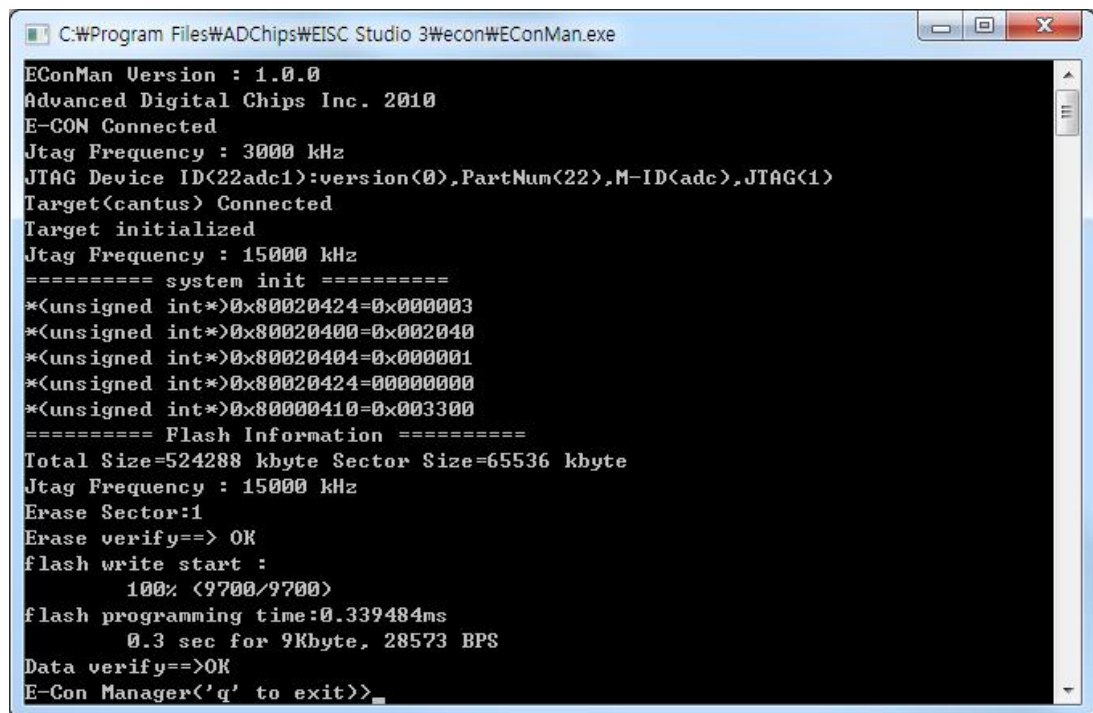 C:₩Program Files₩ADChips₩EISC Studio 3₩econ₩EConMan.exe
EConMan Version : 1.0.0
Advanced Digital Chips Inc. 2010
E-CON Connected
Jtag Frequency : 3000 kHz
JTAG Device ID(22adc1):version(0),PartNum(22),M-ID(adc),JTAG(1)
Target(cantus) Connected
Target initialized
Jtag Frequency : 15000 kHz
========== system init ==========
*(unsigned int*)0x80020424=0x000003
*(unsigned int*)0x80020400=0x002040
*(unsigned int*)0x80020404=0x000001
*(unsigned int*)0x80020424=00000000
*(unsigned int*)0x80000410=0x003300
========== Flash Information ==========
Total Size=524288 kbyte Sector Size=65536 kbyte
Jtag Frequency : 15000 kHz
Erase Sector:1
Erase verify==> OK
flash write start :
100% (9700/9700)
flash programming time:0.339484ms
0.3 sec for 9Kbyte, 28573 BPS
Data verify==>OK
E-Con Manager('q' to exit)>_